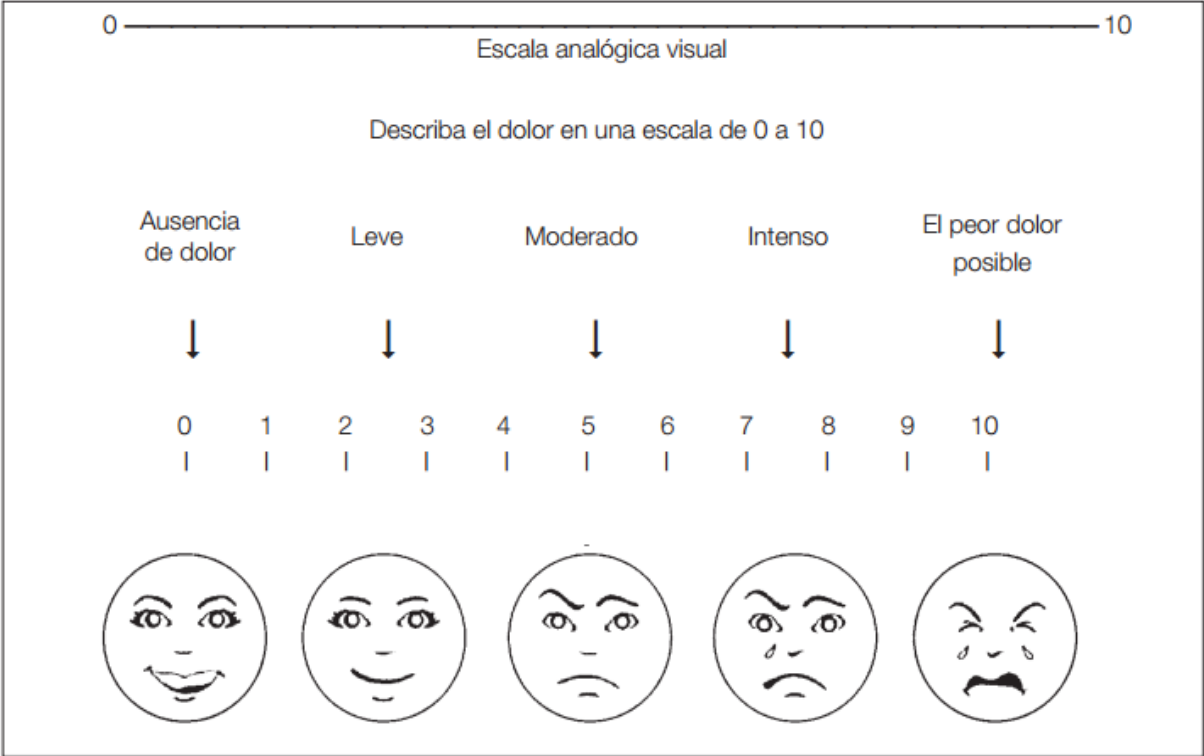 0 10
Escala analógica visual
Describa el dolor en una escala de 0 a 10
Ausencia
de dolor
Leve
Moderado
Intenso
El peor dolor
posible
0 1 2 3 4 5 6 7 8 9 10